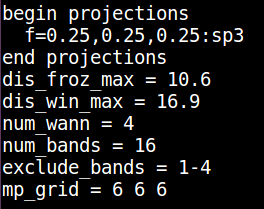 begin projections
  f=0.25,0.25,0.25:sp3
end projections
dis_froz_max = 10.6
dis_win_max = 16.9
num_wann = 4
num_bands = 16
exclude_bands = 1-4
mp_grid = 6 6 6